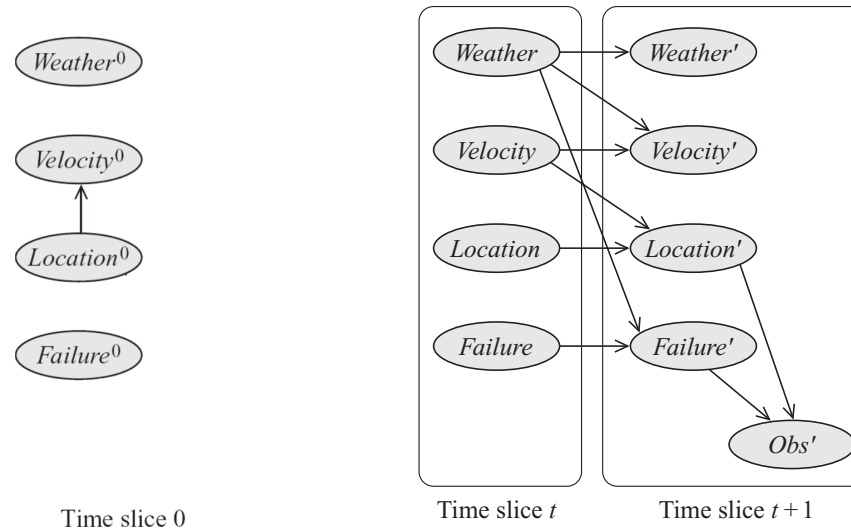 Weather⁰
Velocity⁰
Location⁰
Failure⁰
Time slice 0
Weather
Weather'
Velocity
Velocity'
Location
Location'
Failure
Failure'
Obs'
Time slice t
Time slice t + 1